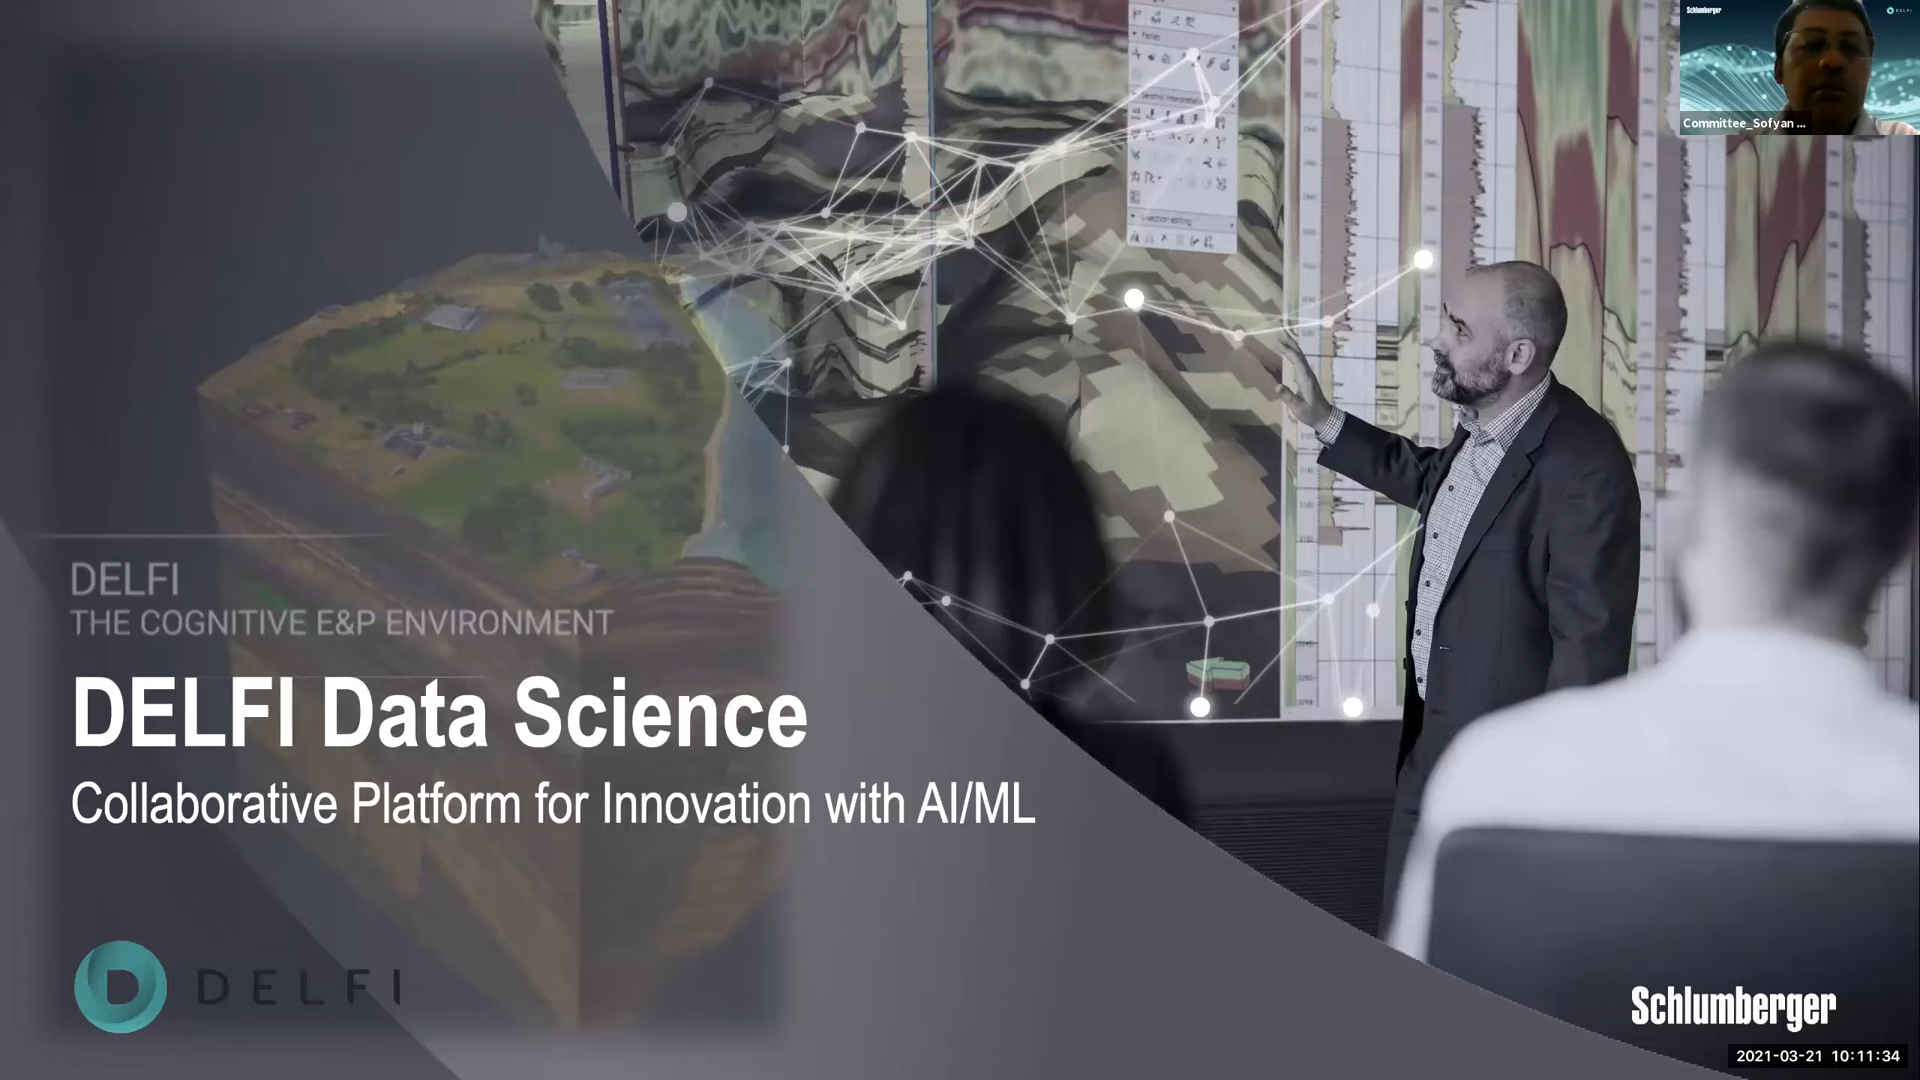 Schlumberger
DELFI
Committee_Sofyan ...
DELFI
THE COGNITIVE E&P ENVIRONMENT
DELFI Data Science
Collaborative Platform for Innovation with AI/ML
DELFI
Schlumberger
2021-03-21 10:11:34